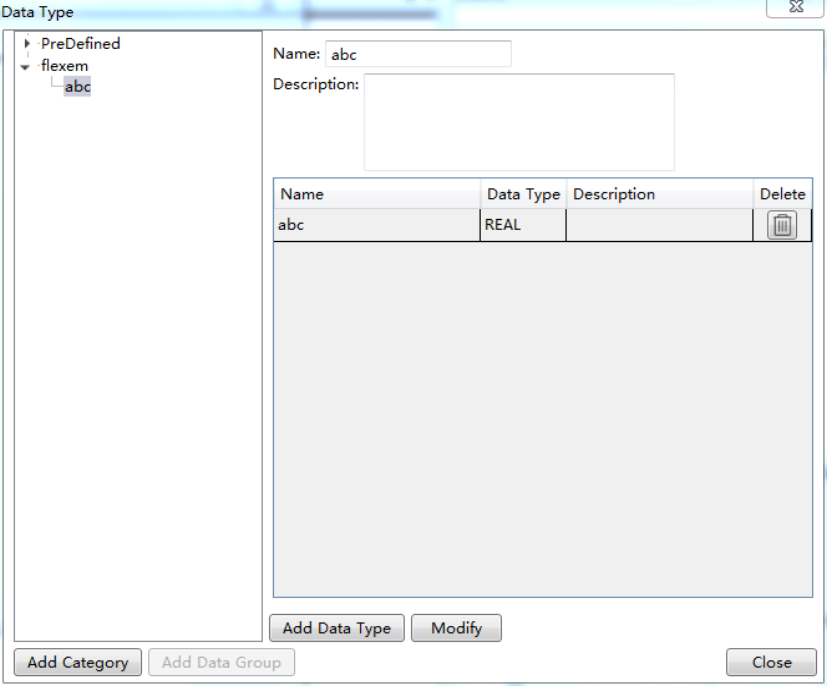 Data Type
PreDefined
flexem
abc
Name: abc
Description:
Name Data Type Description Delete
abc REAL
Add Data Type Modify
Add Category Add Data Group Close